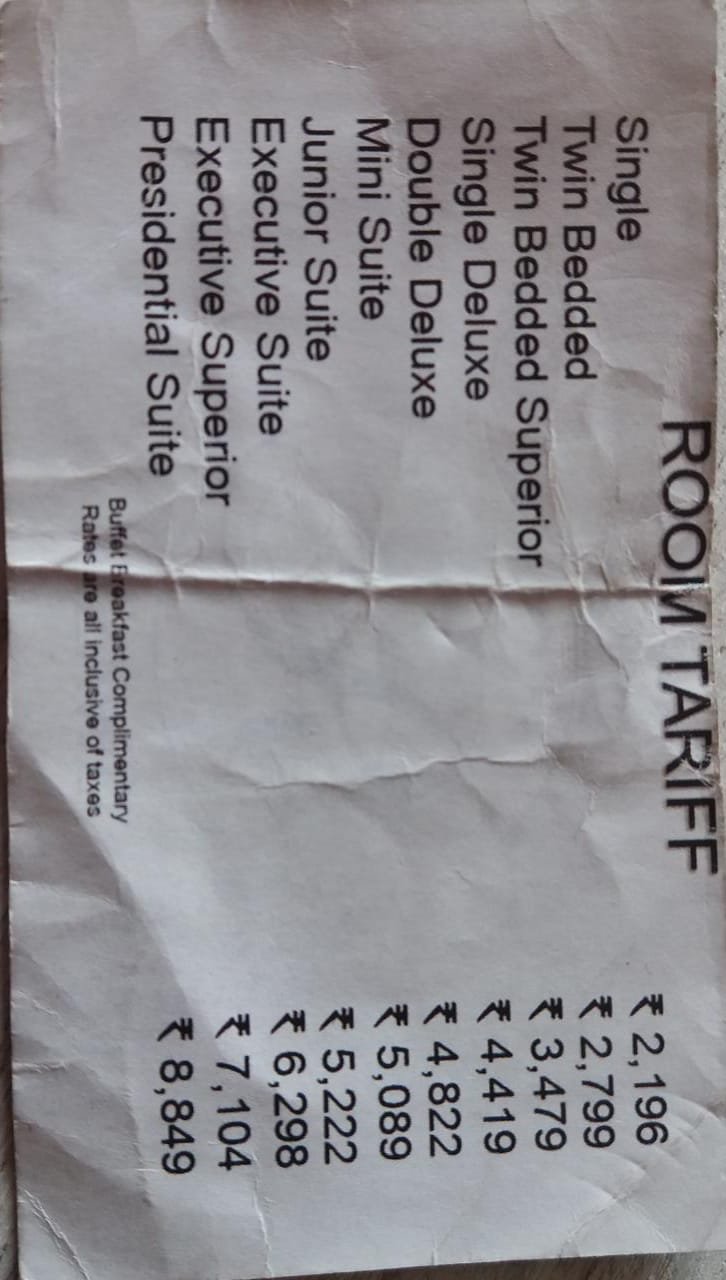 ROOM TARIFF
Single ₹ 2,196
Twin Bedded ₹ 2,799
Twin Bedded Superior ₹ 3,479
Single Deluxe ₹ 4,419
Double Deluxe ₹ 4,822
Mini Suite ₹ 5,089
Junior Suite ₹ 5,222
Executive Suite ₹ 6,298
Executive Superior ₹ 7,104
Presidential Suite ₹ 8,849
Buffet Breakfast Complimentary
Rates are all inclusive of taxes